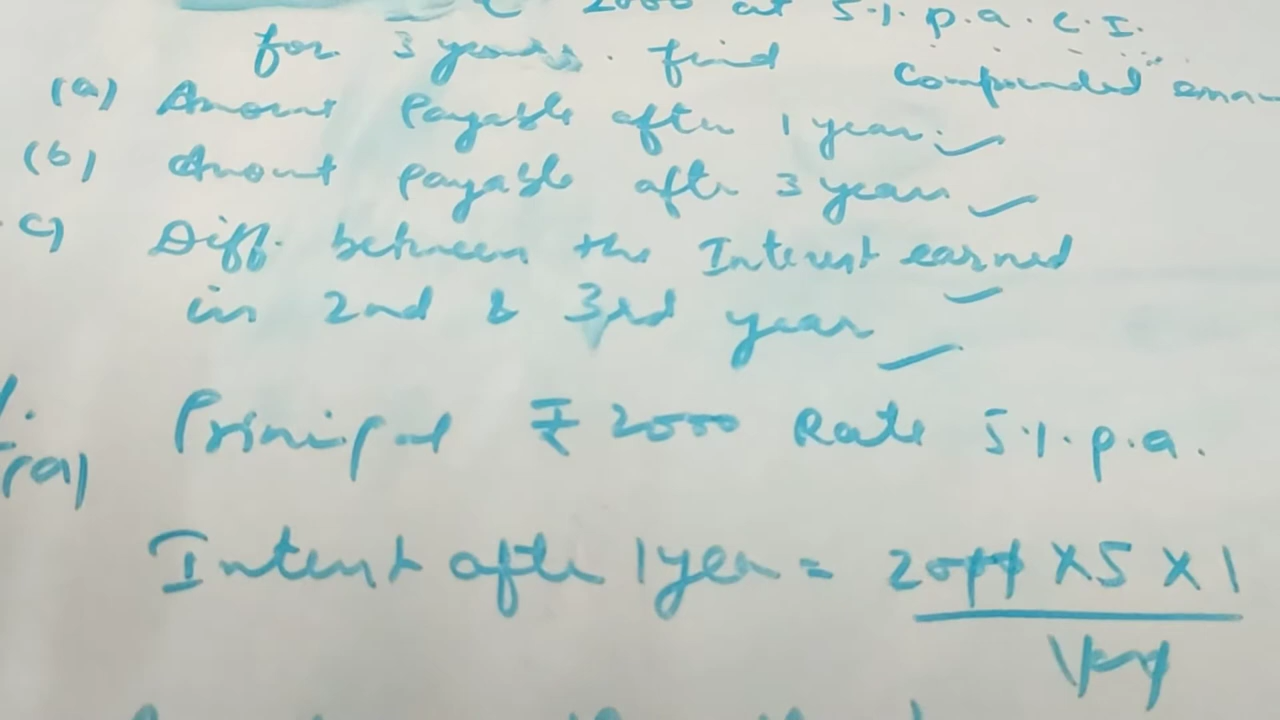 2000 at 5%. p.a. C.I.
for 3 years. find Compounded
(a) Amount Payable after 1 year.
(b) Amount payable after 3 years
c) Diff. between the Interest earned
in 2nd & 3rd year
Principal ₹ 2000 Rate 5%. p.a.
(a)
Interest after 1 year = 2000 X 5 X 1
100